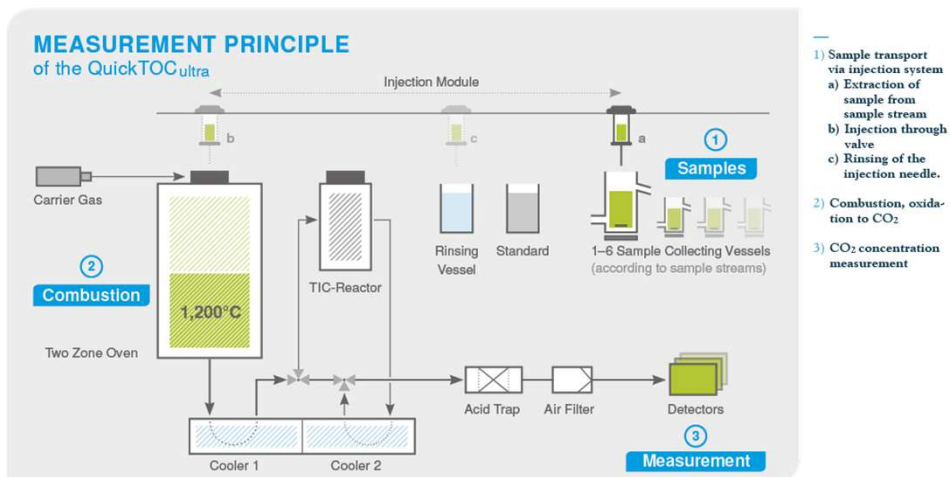 MEASUREMENT PRINCIPLE
of the QuickTOCultra
Injection Module
b
c
a
1
Samples
Carrier Gas
Rinsing
Vessel
Standard
1–6 Sample Collecting Vessels
(according to sample streams)
TIC-Reactor
2
Combustion
1,200°C
Two Zone Oven
Acid Trap
Air Filter
Detectors
3
Measurement
Cooler 1
Cooler 2
1) Sample transport
via injection system
a) Extraction of
sample from
sample stream
b) Injection through
valve
c) Rinsing of the
injection needle.
2) Combustion, oxida-
tion to CO₂
3) CO₂ concentration
measurement